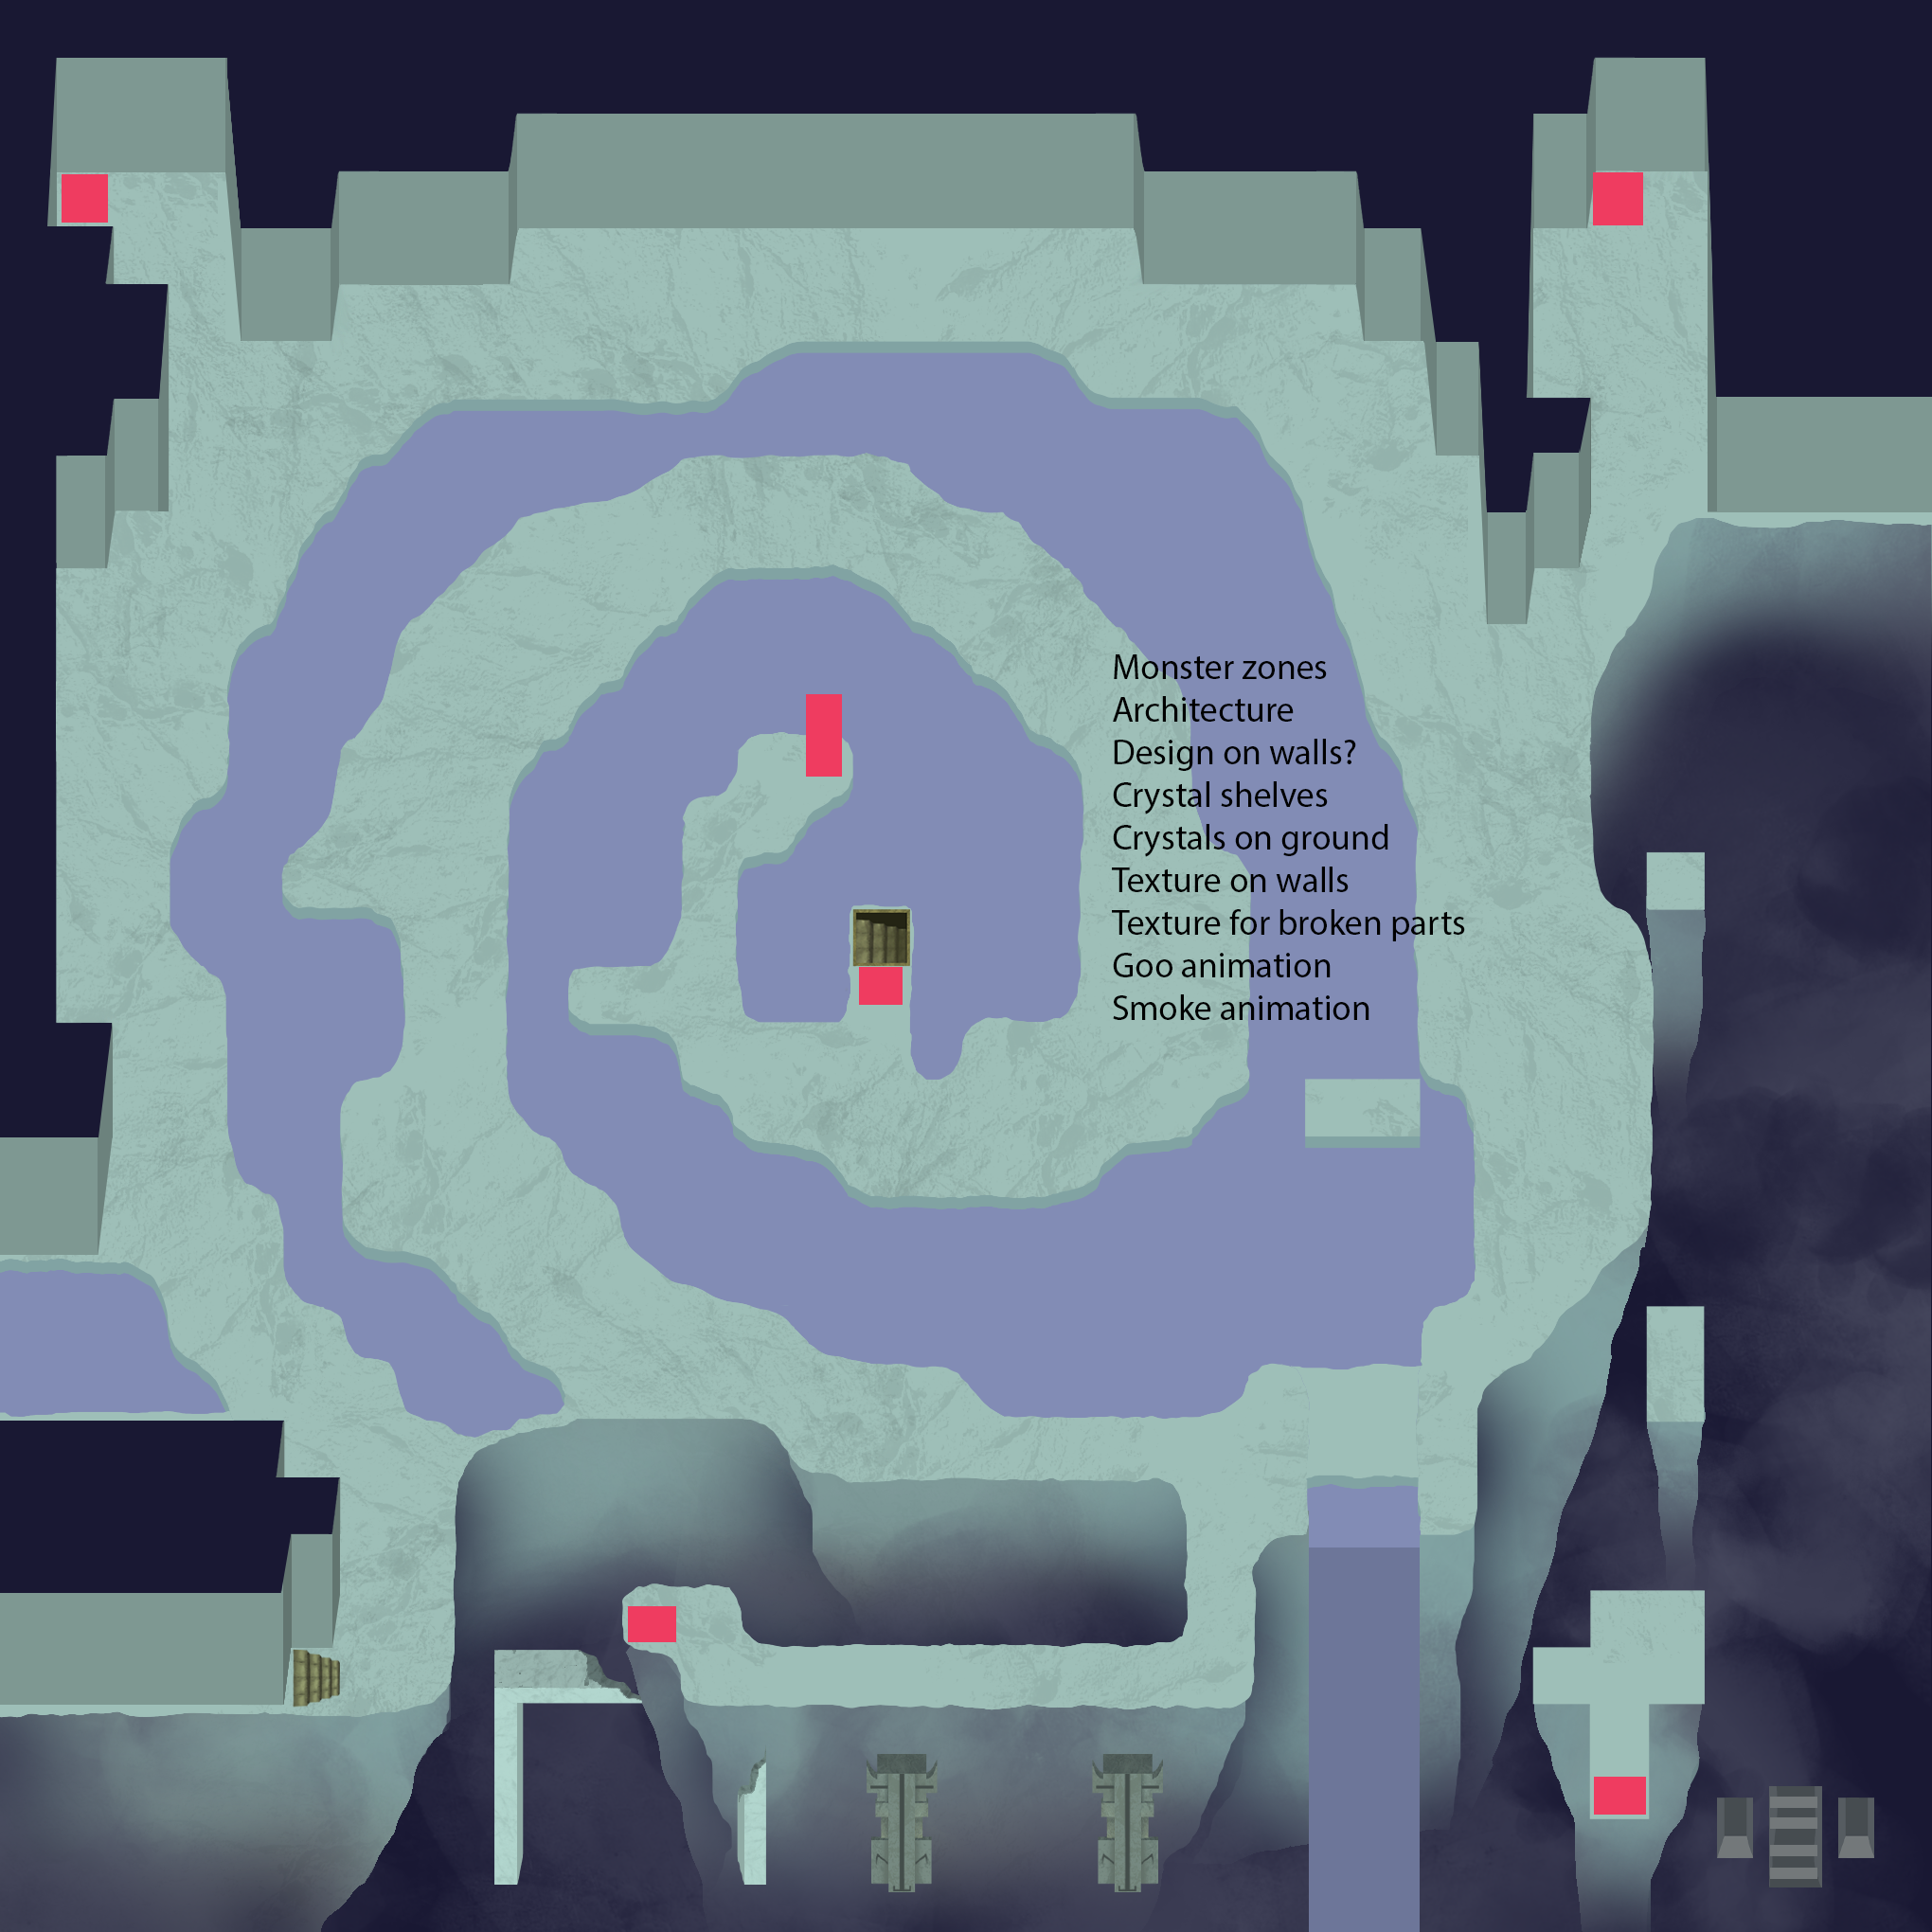 Monster zones
Architecture
Design on walls?
Crystal shelves
Crystals on ground
Texture on walls
Texture for broken parts
Goo animation
Smoke animation